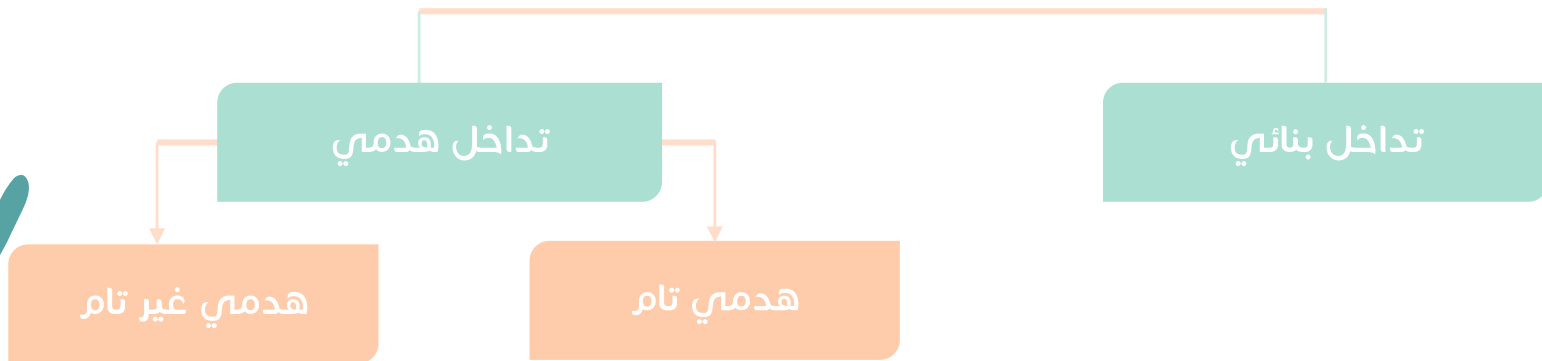 تداخل بنائي
تداخل هدمي
هدمي تام
هدمي غير تام